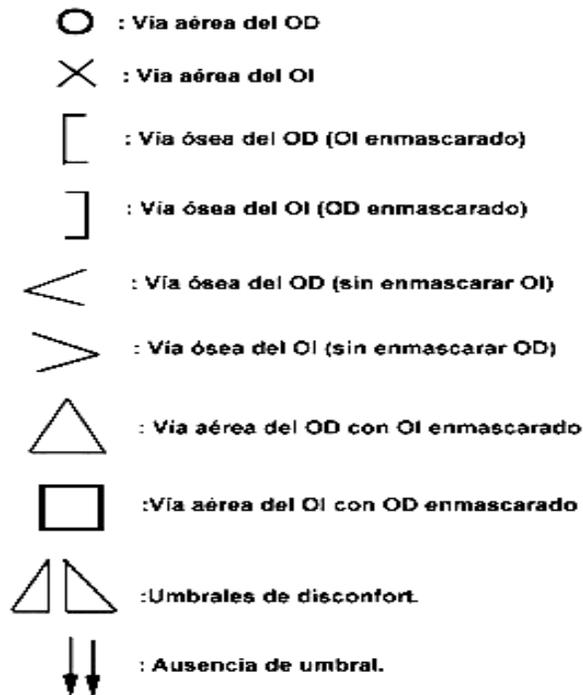 : Vía aérea del OD
: Vía aérea del OI
: Vía ósea del OD (OI enmascarado)
: Vía ósea del OI (OD enmascarado)
: Vía ósea del OD (sin enmascarar OI)
: Vía ósea del OI (sin enmascarar OD)
: Vía aérea del OD con OI enmascarado
:Vía aérea del OI con OD enmascarado
:Umbrales de disconfort.
: Ausencia de umbral.